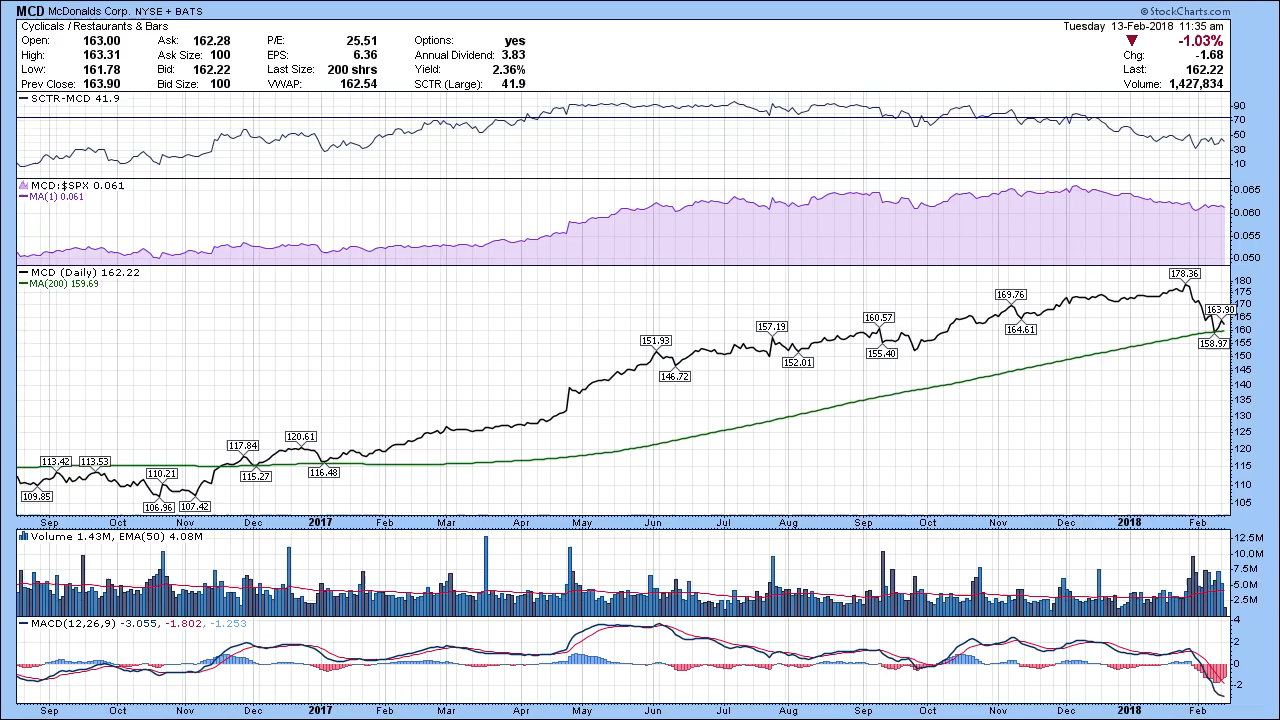 MCD McDonalds Corp. NYSE + BATS © StockCharts.com
Cyclicals / Restaurants & Bars Tuesday 13-Feb-2018 11:35 am
Open: 163.00 Ask: 162.28 P/E: 25.51 Options: yes ▼ -1.03%
High: 163.31 Ask Size: 100 EPS: 6.36 Annual Dividend: 3.83 Chg: -1.68
Low: 161.78 Bid: 162.22 Last Size: 200 shrs Yield: 2.36% Last: 162.22
Prev Close: 163.90 Bid Size: 100 VWAP: 162.54 SCTR (Large): 41.9 Volume: 1,427,834
SCTR-MCD 41.9
90
70
50
30
10
MCD:$SPX 0.061
MA(1) 0.061
0.065
0.060
0.055
0.050
MCD (Daily) 162.22
MA(200) 159.69
180
175
170
165
160
155
150
145
140
135
130
125
120
115
110
105
109.85
113.42
113.53
106.96
110.21
107.42
117.84
115.27
120.61
116.48
151.93
146.72
157.19
152.01
160.57
155.40
169.76
164.61
178.36
158.97
163.90
Sep Oct Nov Dec 2017 Feb Mar Apr Jun Jul Aug Sep Oct Nov Dec 2018 Feb
Volume 1.43M, EMA(50) 4.08M
12.5M
10.0M
7.5M
5.0M
2.5M
MACD(12,26,9) -3.055, -1.802, -1.253
4
2
0
-2
Sep Oct Nov Dec 2017 Feb Mar Apr Jun Jul Aug Sep Oct Nov Dec 2018 Feb